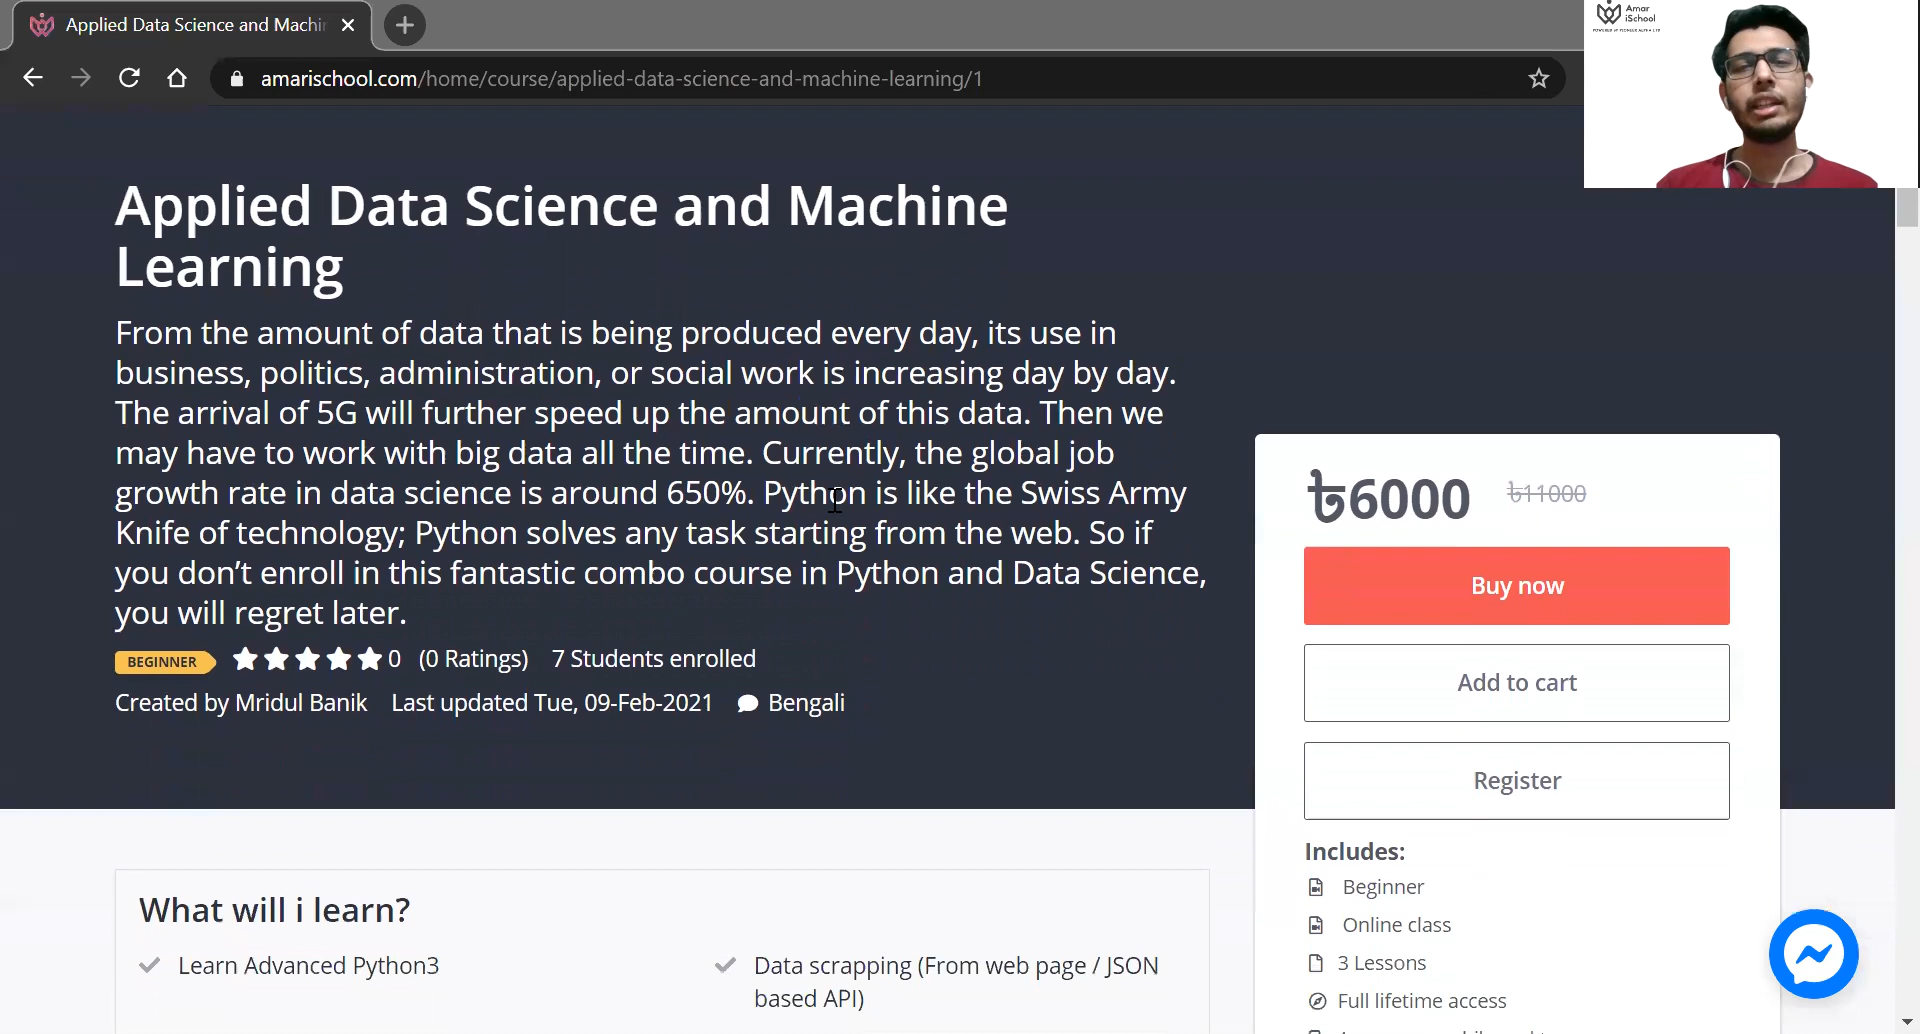 Applied Data Science and Machin
amarischool.com/home/course/applied-data-science-and-machine-learning/1
Amar
iSchool
POWERED BY PIONEER ALPHA LTD
Applied Data Science and Machine
Learning
From the amount of data that is being produced every day, its use in
business, politics, administration, or social work is increasing day by day.
The arrival of 5G will further speed up the amount of this data. Then we
may have to work with big data all the time. Currently, the global job
growth rate in data science is around 650%. Python is like the Swiss Army
Knife of technology; Python solves any task starting from the web. So if
you don’t enroll in this fantastic combo course in Python and Data Science,
you will regret later.
BEGINNER 0 (0 Ratings) 7 Students enrolled
Created by Mridul Banik Last updated Tue, 09-Feb-2021 Bengali
৳6000 ৳11000
Buy now
Add to cart
Register
Includes:
Beginner
Online class
3 Lessons
Full lifetime access
What will i learn?
Learn Advanced Python3
Data scrapping (From web page / JSON
based API)